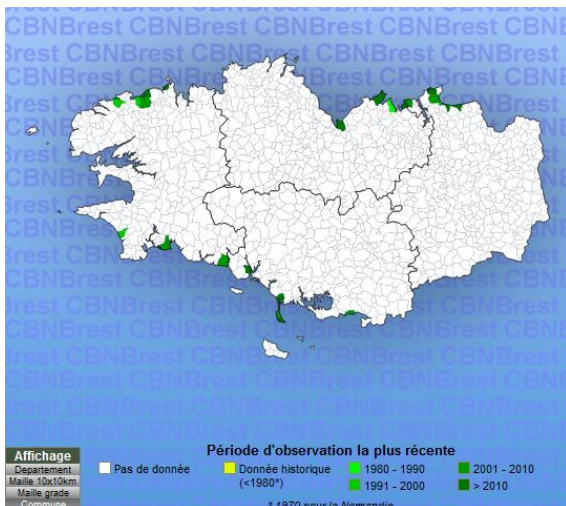 CBNBrest CBNBrest CBNBrest
Affichage
Departement
Maille 10x10km
Maille grade
Commune
Période d'observation la plus récente
Pas de donnée
Donnée historique
(<1980*)
1980 - 1990
1991 - 2000
2001 - 2010
> 2010
* 1970 pour la Normandie